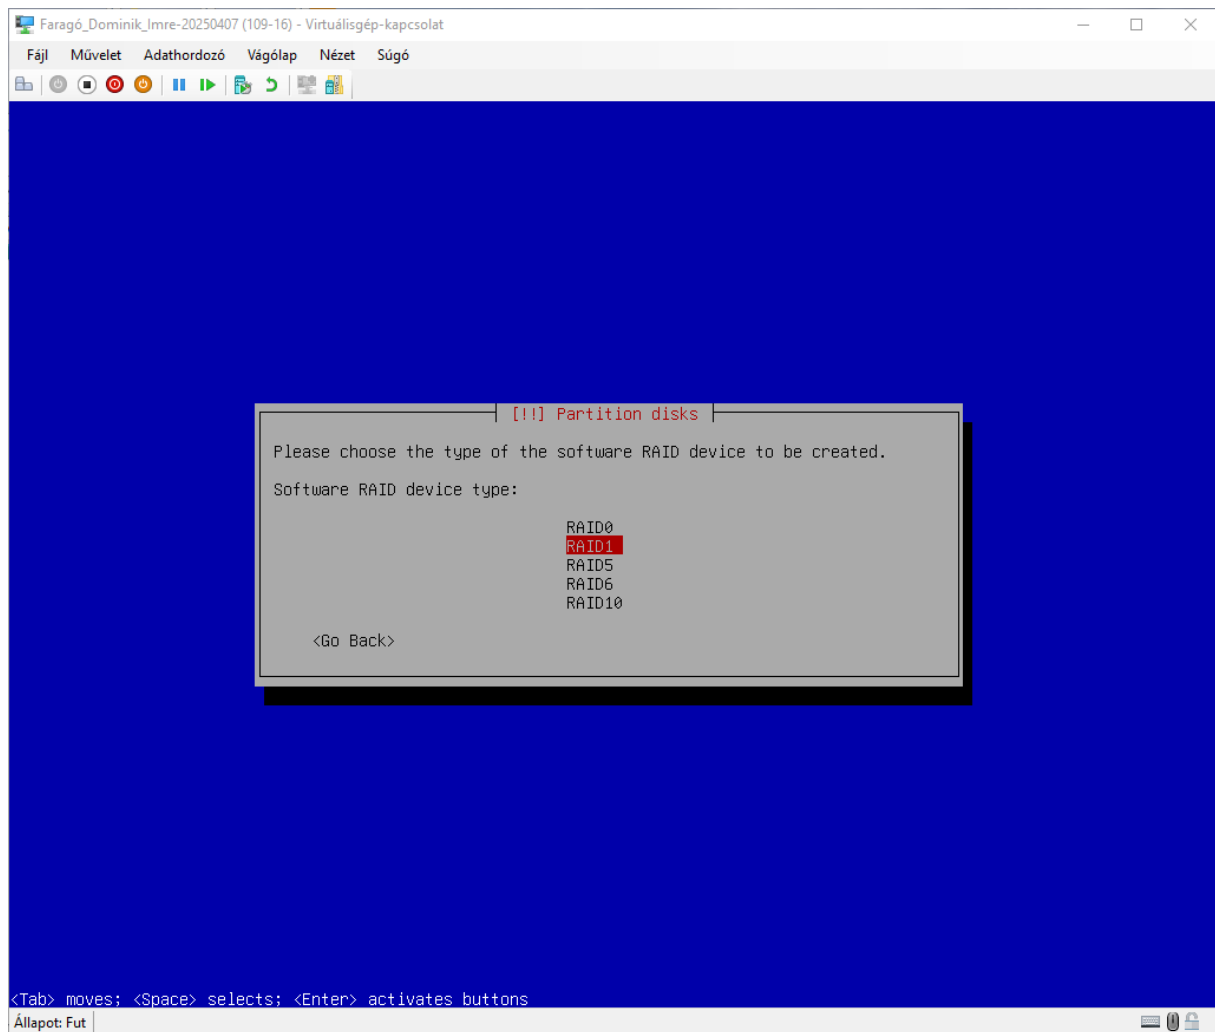 Faragó_Dominik_Imre-20250407 (109-16) - Virtuálisgép-kapcsolat
Fájl Művelet Adathordozó Vágólap Nézet Súgó
[!!] Partition disks
Please choose the type of the software RAID device to be created.
Software RAID device type:
RAID0
RAID1
RAID5
RAID6
RAID10
<Go Back>
<Tab> moves; <Space> selects; <Enter> activates buttons
Állapot: Fut